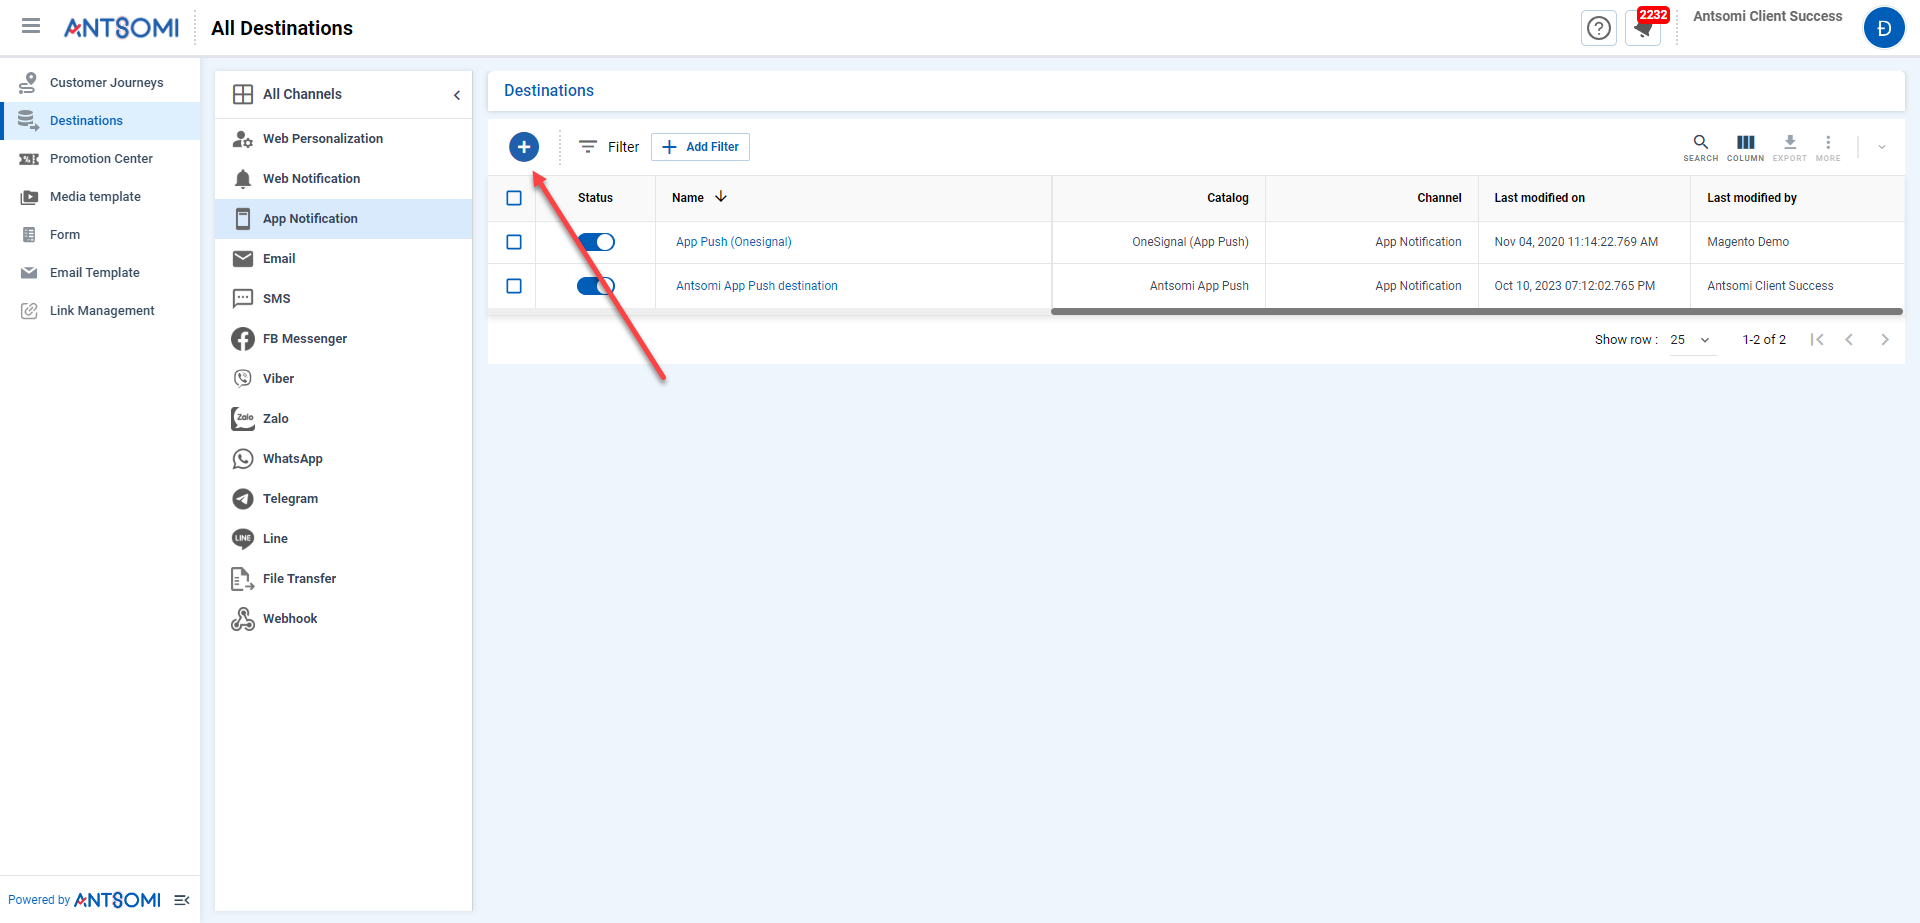 ANTSOMI
All Destinations
2232
Antsomi Client Success
Đ
Customer Journeys
Destinations
Promotion Center
Media template
Form
Email Template
Link Management
Powered by ANTSOMI
All Channels
Web Personalization
Web Notification
App Notification
Email
SMS
FB Messenger
Viber
Zalo
Zalo
WhatsApp
Telegram
LINE
Line
File Transfer
Webhook
Destinations
Filter
Add Filter
SEARCH
COLUMN
EXPORT
MORE
Status Name Catalog Channel Last modified on Last modified by
App Push (Onesignal) OneSignal (App Push) App Notification Nov 04, 2020 11:14:22.769 AM Magento Demo
Antsomi App Push destination Antsomi App Push App Notification Oct 10, 2023 07:12:02.765 PM Antsomi Client Success
Show row : 25 1-2 of 2